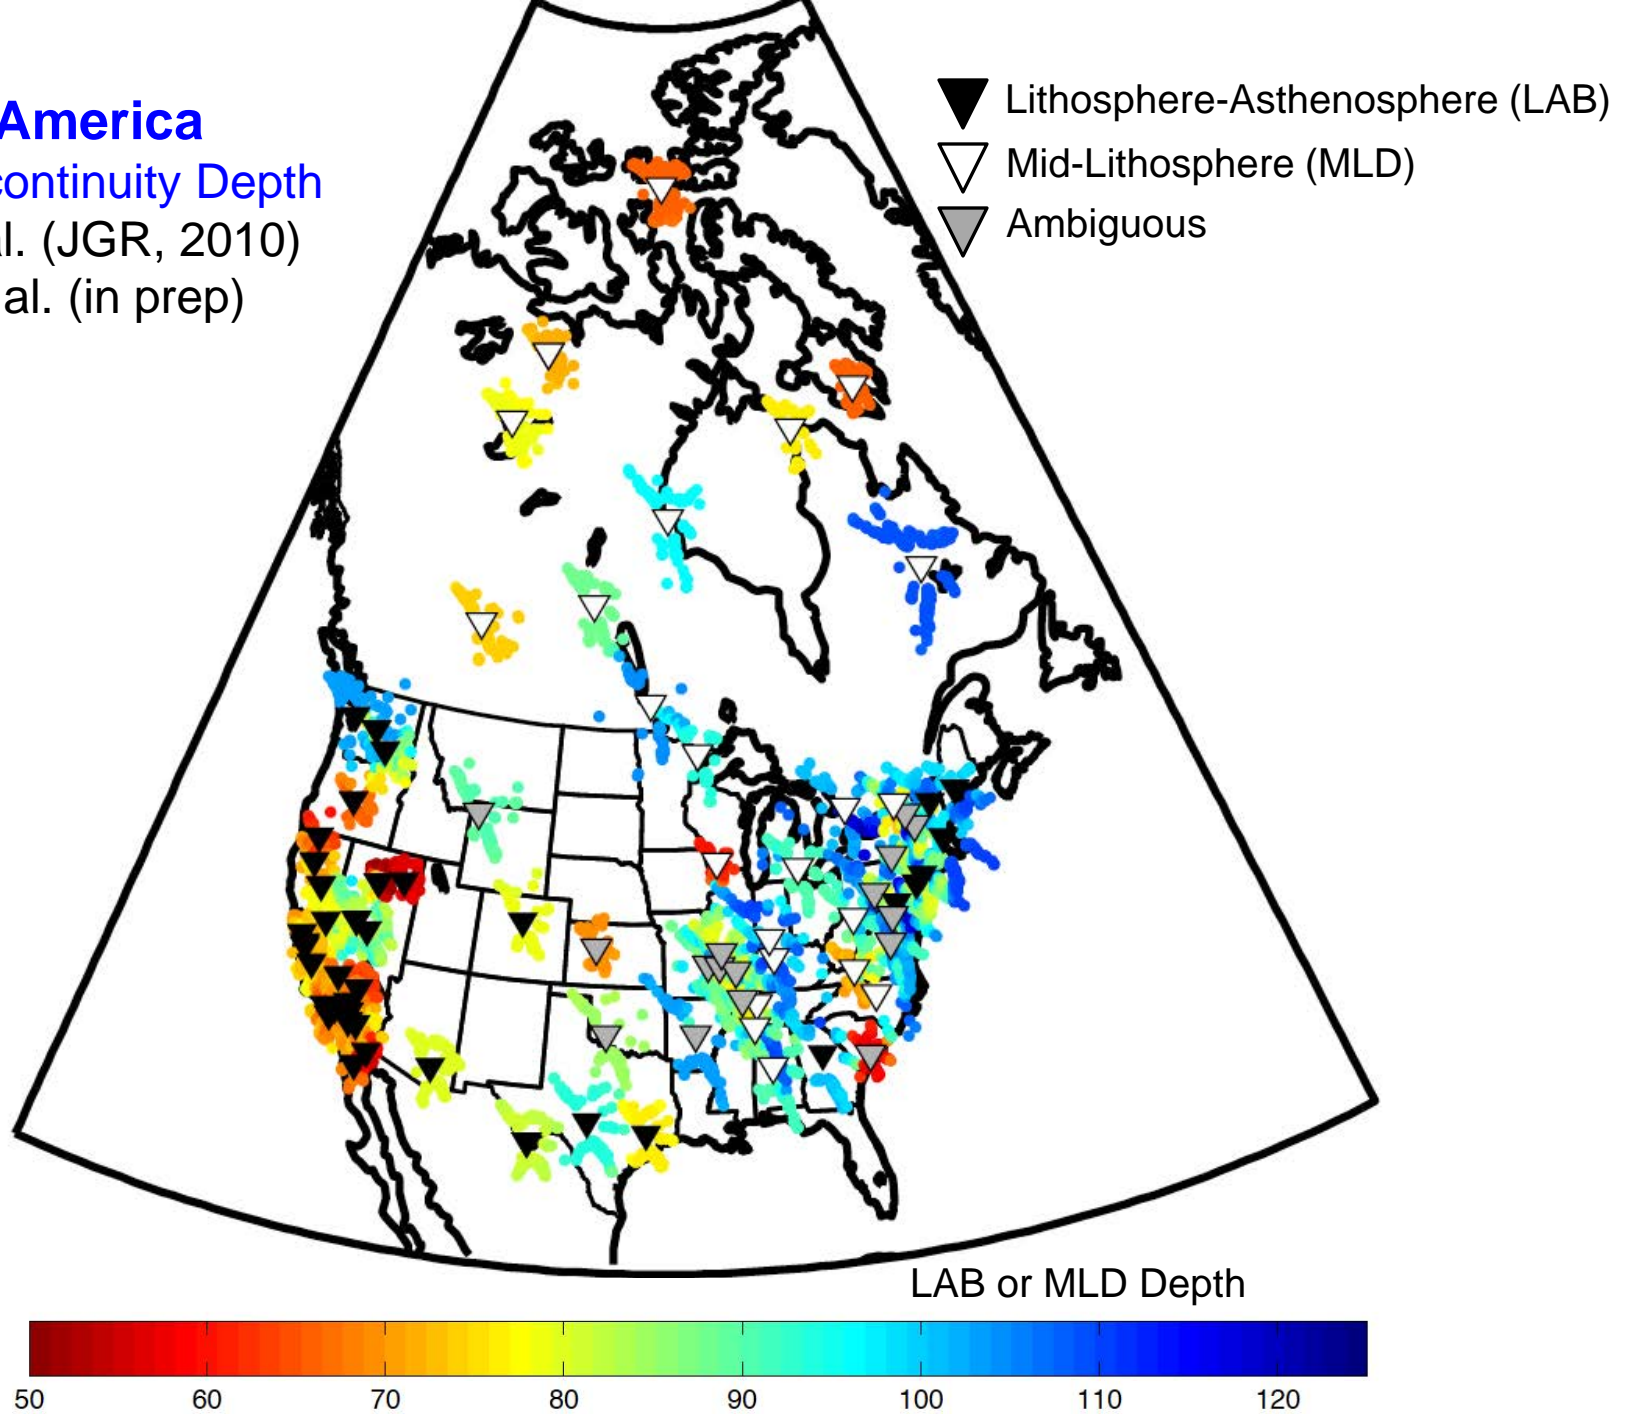 America
continuity Depth
al. (JGR, 2010)
al. (in prep)
Lithosphere-Asthenosphere (LAB)
Mid-Lithosphere (MLD)
Ambiguous
LAB or MLD Depth
50 60 70 80 90 100 110 120